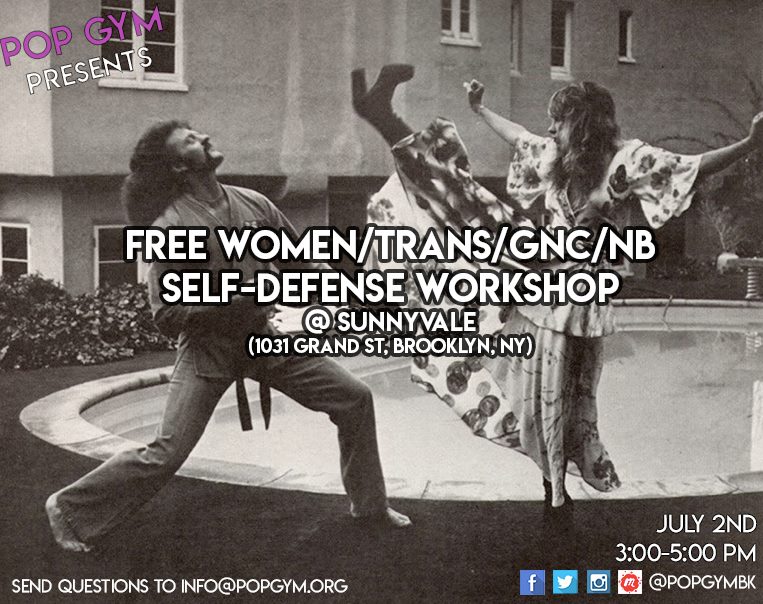 POP GYM
PRESENTS
FREE WOMEN/TRANS/GNC/NB
SELF-DEFENSE WORKSHOP
@ SUNNYVALE
(1031 GRAND ST, BROOKLYN, NY)
JULY 2ND
3:00-5:00 PM
SEND QUESTIONS TO INFO@POPGYM.ORG
@POPGYMBK